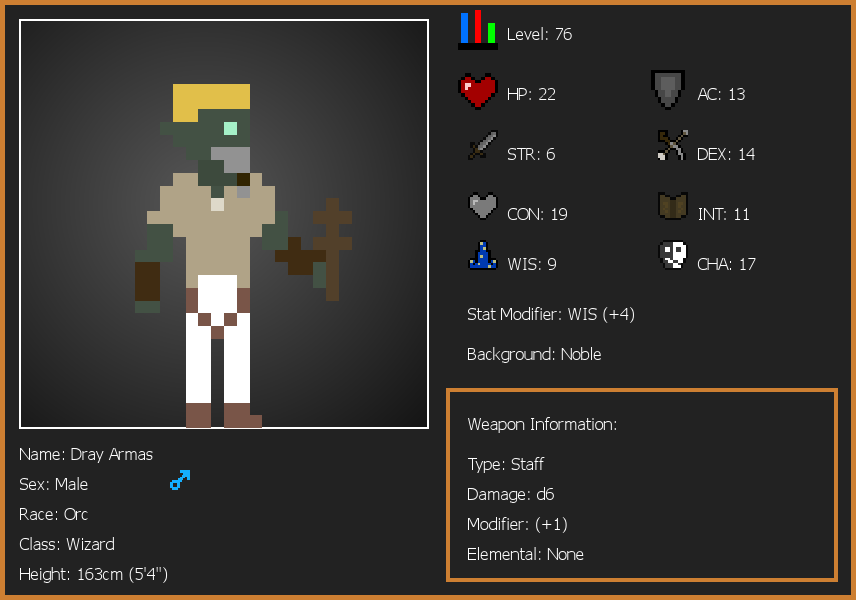 Level: 76
HP: 22
AC: 13
STR: 6
DEX: 14
CON: 19
INT: 11
WIS: 9
CHA: 17
Stat Modifier: WIS (+4)
Background: Noble
Weapon Information:
Type: Staff
Damage: d6
Modifier: (+1)
Elemental: None
Name: Dray Armas
Sex: Male
Race: Orc
Class: Wizard
Height: 163cm (5'4")